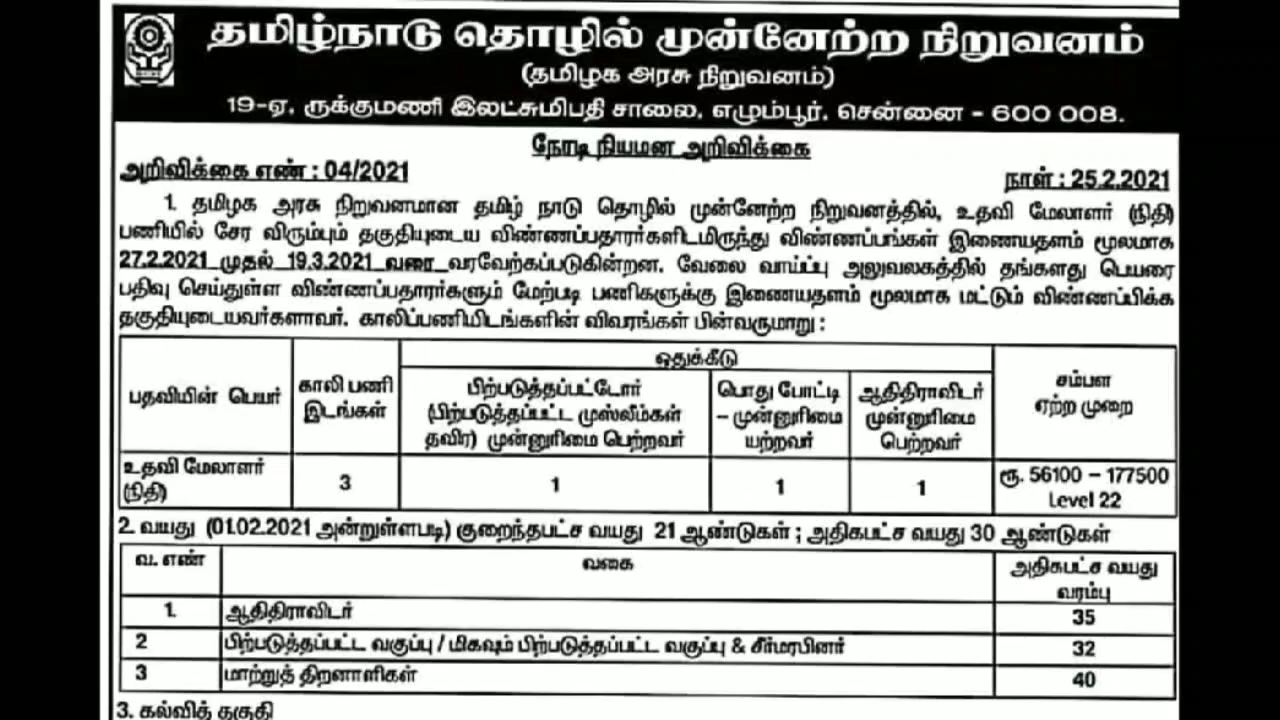 தமிழ்நாடு தொழில் முன்னேற்ற நிறுவனம்
(தமிழக அரசு நிறுவனம்)
19-ஏ, ருக்குமணி இலட்சுமிபதி சாலை, எழும்பூர், சென்னை - 600 008.
நேரடி நியமன அறிவிக்கை
அறிவிக்கை எண் : 04/2021
நாள் : 25.2.2021
1. தமிழக அரசு நிறுவனமான தமிழ் நாடு தொழில் முன்னேற்ற நிறுவனத்தில், உதவி மேலாளர் (நிதி)
பணியில் சேர விரும்பும் தகுதியுடைய விண்ணப்பதாரர்களிடமிருந்து விண்ணப்பங்கள் இணையதளம் மூலமாக
27.2.2021 முதல் 19.3.2021 வரை வரவேற்கப்படுகின்றன. வேலை வாய்ப்பு அலுவலகத்தில் தங்களது பெயரை
பதிவு செய்துள்ள விண்ணப்பதாரர்களும் மேற்படி பணிகளுக்கு இணையதளம் மூலமாக மட்டும் விண்ணப்பிக்க
தகுதியுடையவர்களாவர். காலிப்பணியிடங்களின் விவரங்கள் பின்வருமாறு :
பதவியின் பெயர்
காலி பணி
இடங்கள்
ஒதுக்கீடு
பிற்படுத்தப்பட்டோர்
(பிற்படுத்தப்பட்ட முஸ்லீம்கள்
தவிர) முன்னுரிமை பெற்றவர்
பொது போட்டி
– முன்னுரிமை
யற்றவர்
ஆதிதிராவிடர்
முன்னுரிமை
பெற்றவர்
சம்பள
ஏற்ற முறை
உதவி மேலாளர்
(நிதி)
3
1
1
1
ரூ. 56100 – 177500
Level 22
2. வயது (01.02.2021 அன்றுள்ளபடி) குறைந்தபட்ச வயது 21 ஆண்டுகள் ; அதிகபட்ச வயது 30 ஆண்டுகள்
வ. எண்
வகை
அதிகபட்ச வயது
வரம்பு
1.
ஆதிதிராவிடர்
35
2
பிற்படுத்தப்பட்ட வகுப்பு / மிகவும் பிற்படுத்தப்பட்ட வகுப்பு & சீர்மரபினர்
32
3
மாற்றுத் திறனாளிகள்
40
3. கல்வித் தகுதி